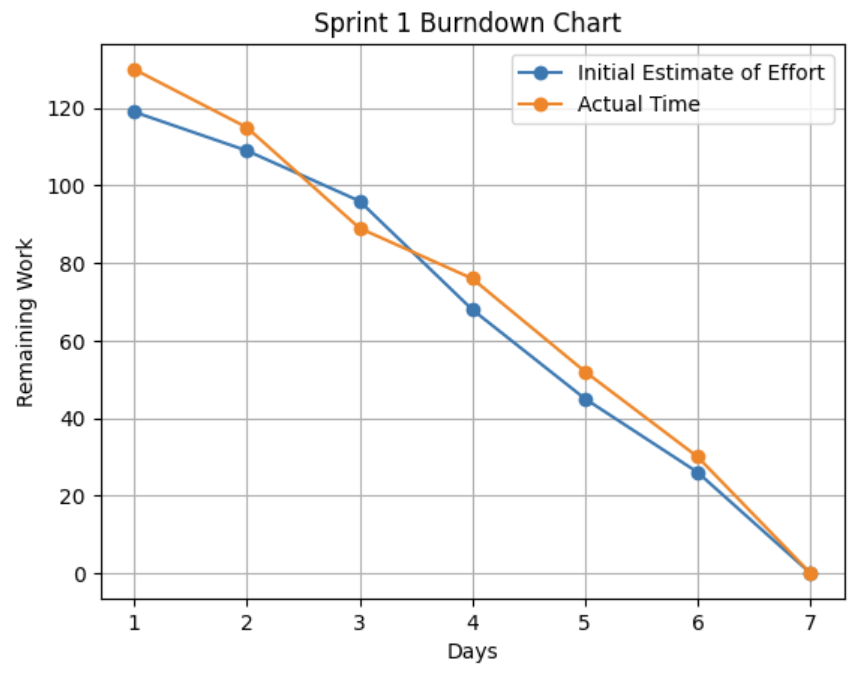 Sprint 1 Burndown Chart
Initial Estimate of Effort
Actual Time
120
100
80
60
40
20
0
Remaining Work
1 2 3 4 5 6 7
Days